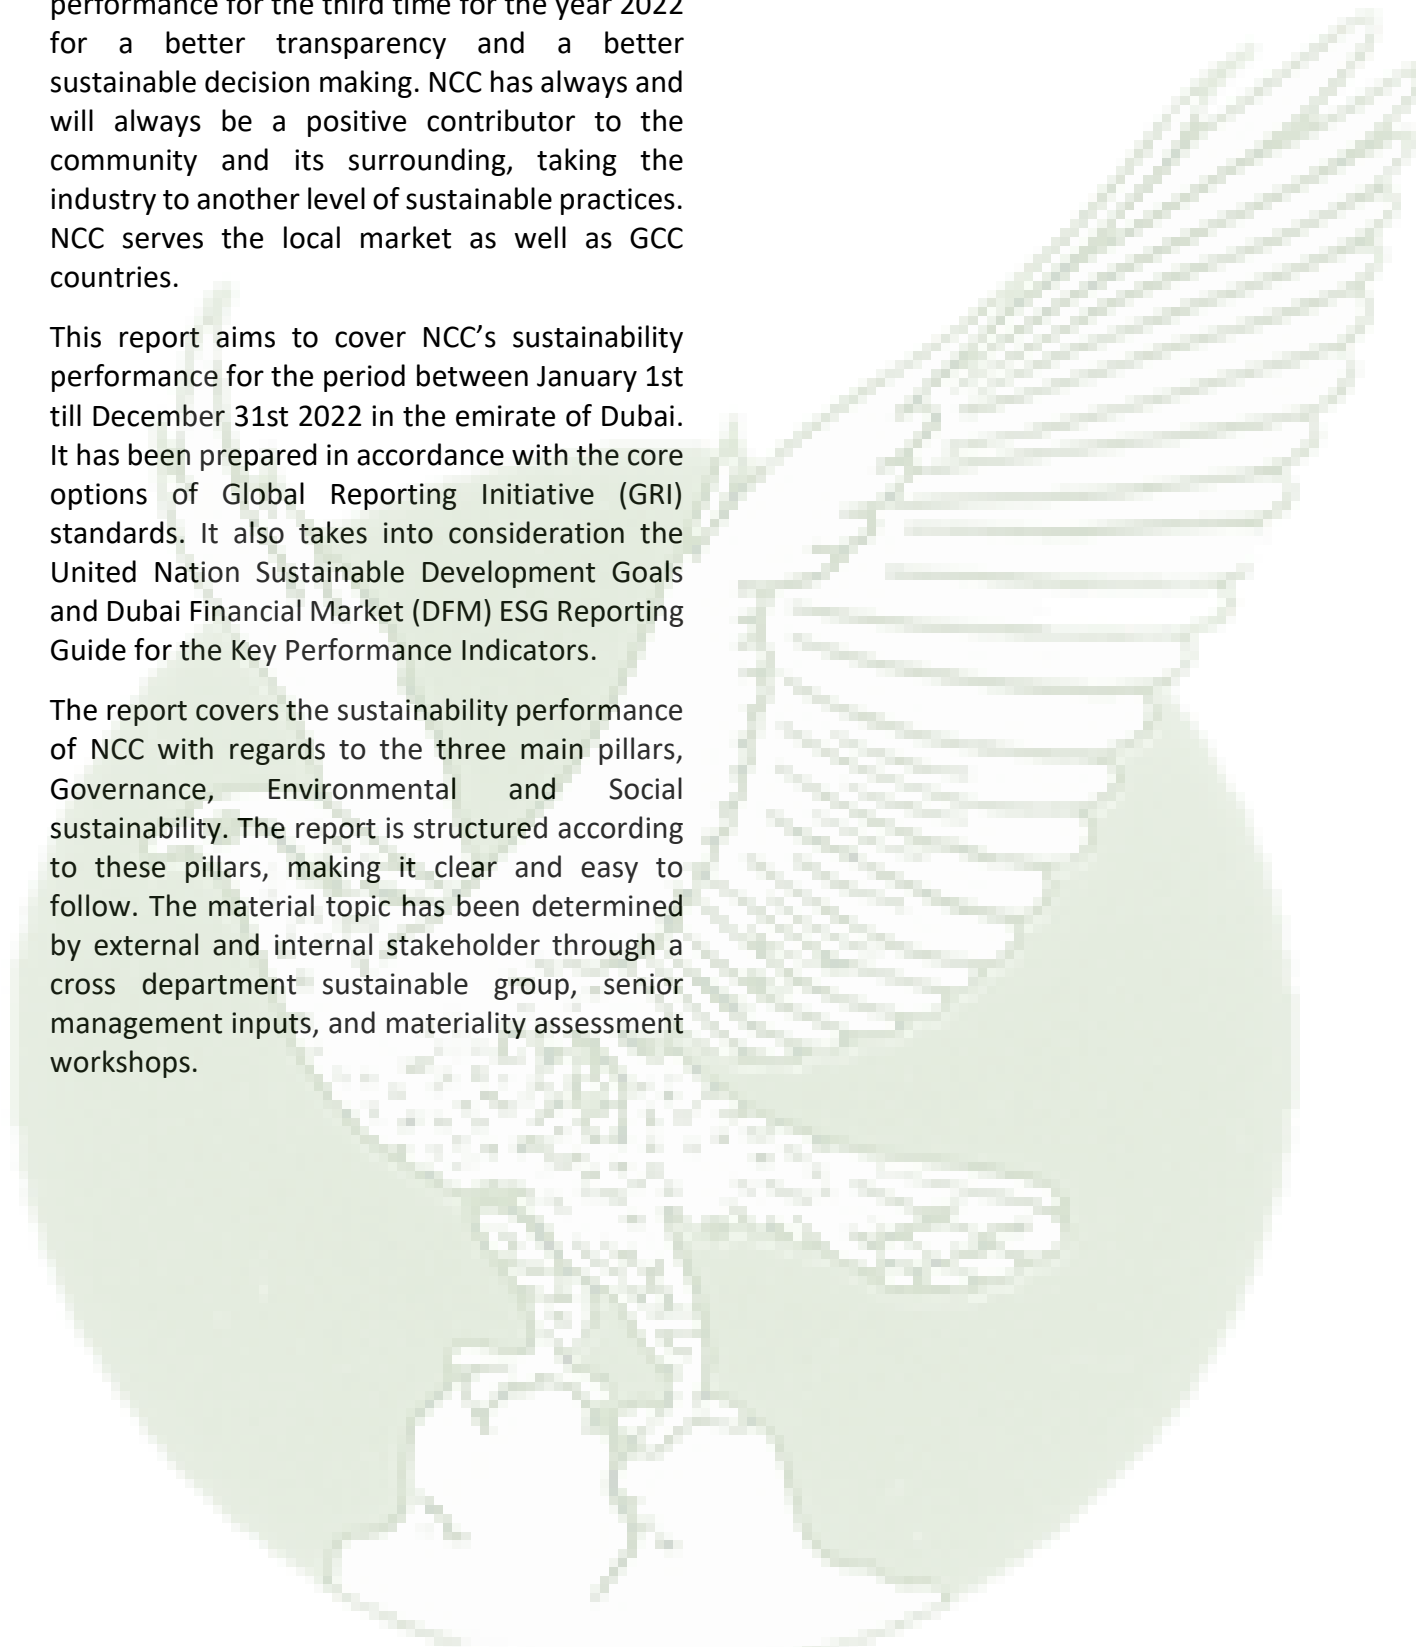 performance for the third time for the year 2022
for a better transparency and a better
sustainable decision making. NCC has always and
will always be a positive contributor to the
community and its surrounding, taking the
industry to another level of sustainable practices.
NCC serves the local market as well as GCC
countries.
This report aims to cover NCC’s sustainability
performance for the period between January 1st
till December 31st 2022 in the emirate of Dubai.
It has been prepared in accordance with the core
options of Global Reporting Initiative (GRI)
standards. It also takes into consideration the
United Nation Sustainable Development Goals
and Dubai Financial Market (DFM) ESG Reporting
Guide for the Key Performance Indicators.
The report covers the sustainability performance
of NCC with regards to the three main pillars,
Governance, Environmental and Social
sustainability. The report is structured according
to these pillars, making it clear and easy to
follow. The material topic has been determined
by external and internal stakeholder through a
cross department sustainable group, senior
management inputs, and materiality assessment
workshops.